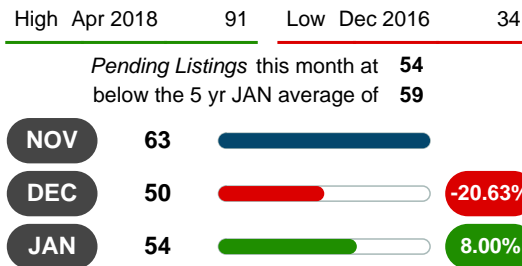 High Apr 2018 91 Low Dec 2016 34
Pending Listings this month at 54
below the 5 yr JAN average of 59
NOV 63
DEC 50 -20.63%
JAN 54 8.00%